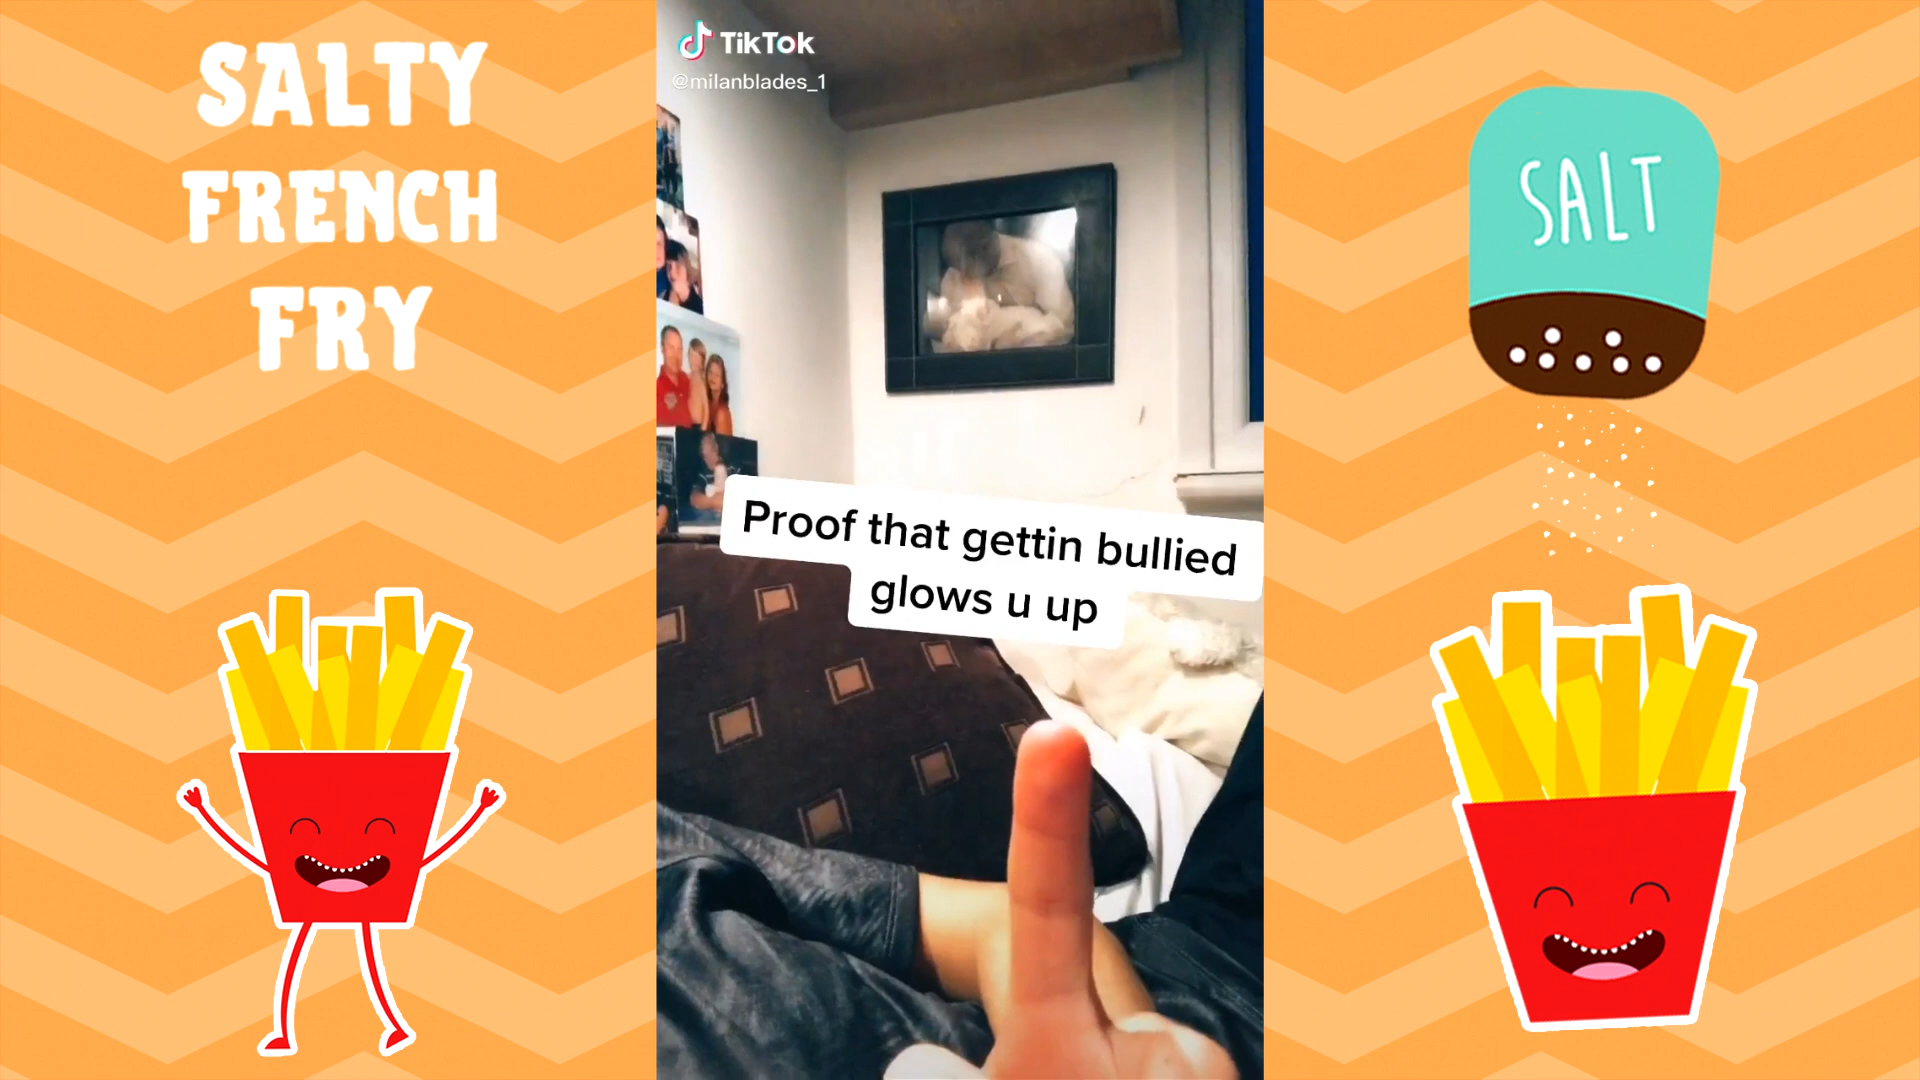 SALTY
FRENCH
FRY
TikTok
@milanblades_1
Proof that gettin bullied
glows u up
SALT